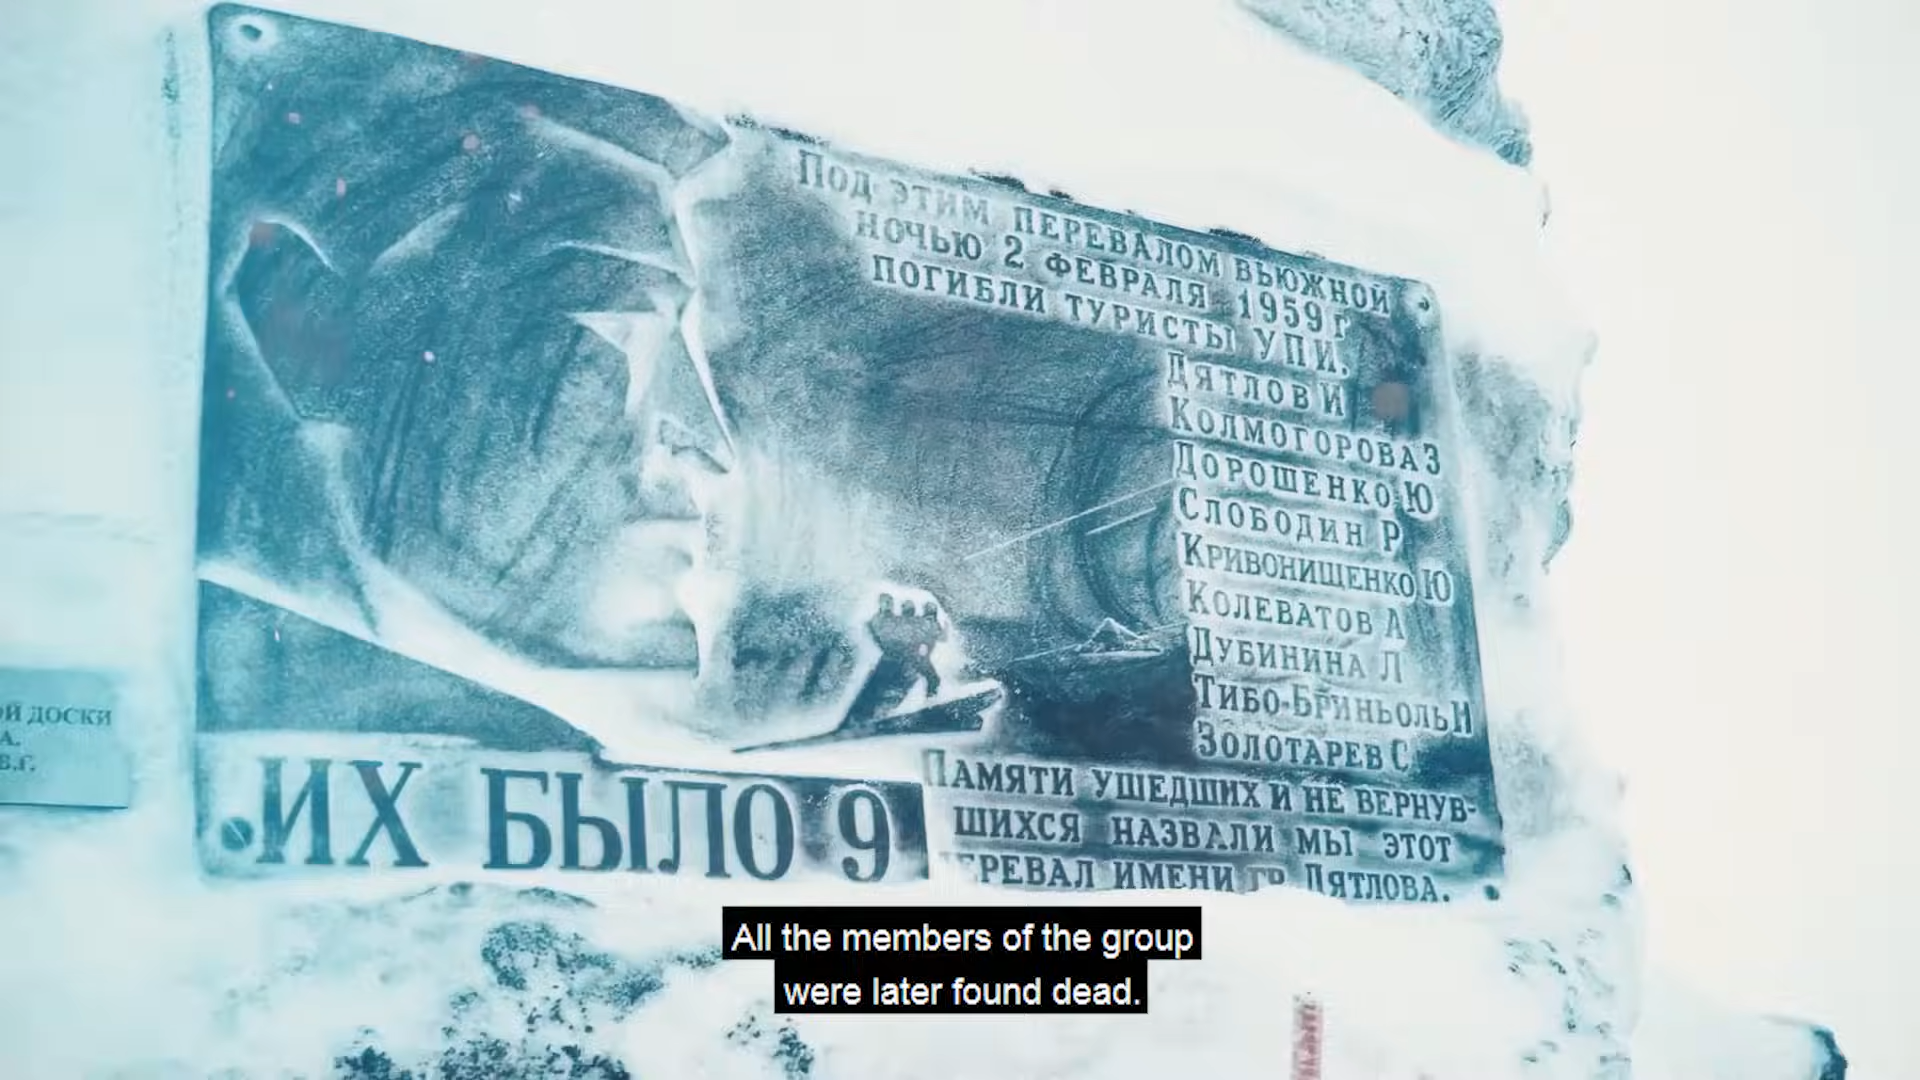 Под этим перевалом вьюжной
ночью 2 февраля 1959 г
погибли туристы УПИ.
Дятлов И
Колмогорова З
Дорошенко Ю
Слободин Р
Кривонищенко Ю
Колеватов А
Дубинина Л
Тибо-Бриньоль Н
Золотарев С
Памяти ушедших и не вернув-
шихся назвали мы этот
перевал имени гр Дятлова.
ИХ БЫЛО 9
ОЙ ДОСКИ
А.
В.Г.
All the members of the group
were later found dead.